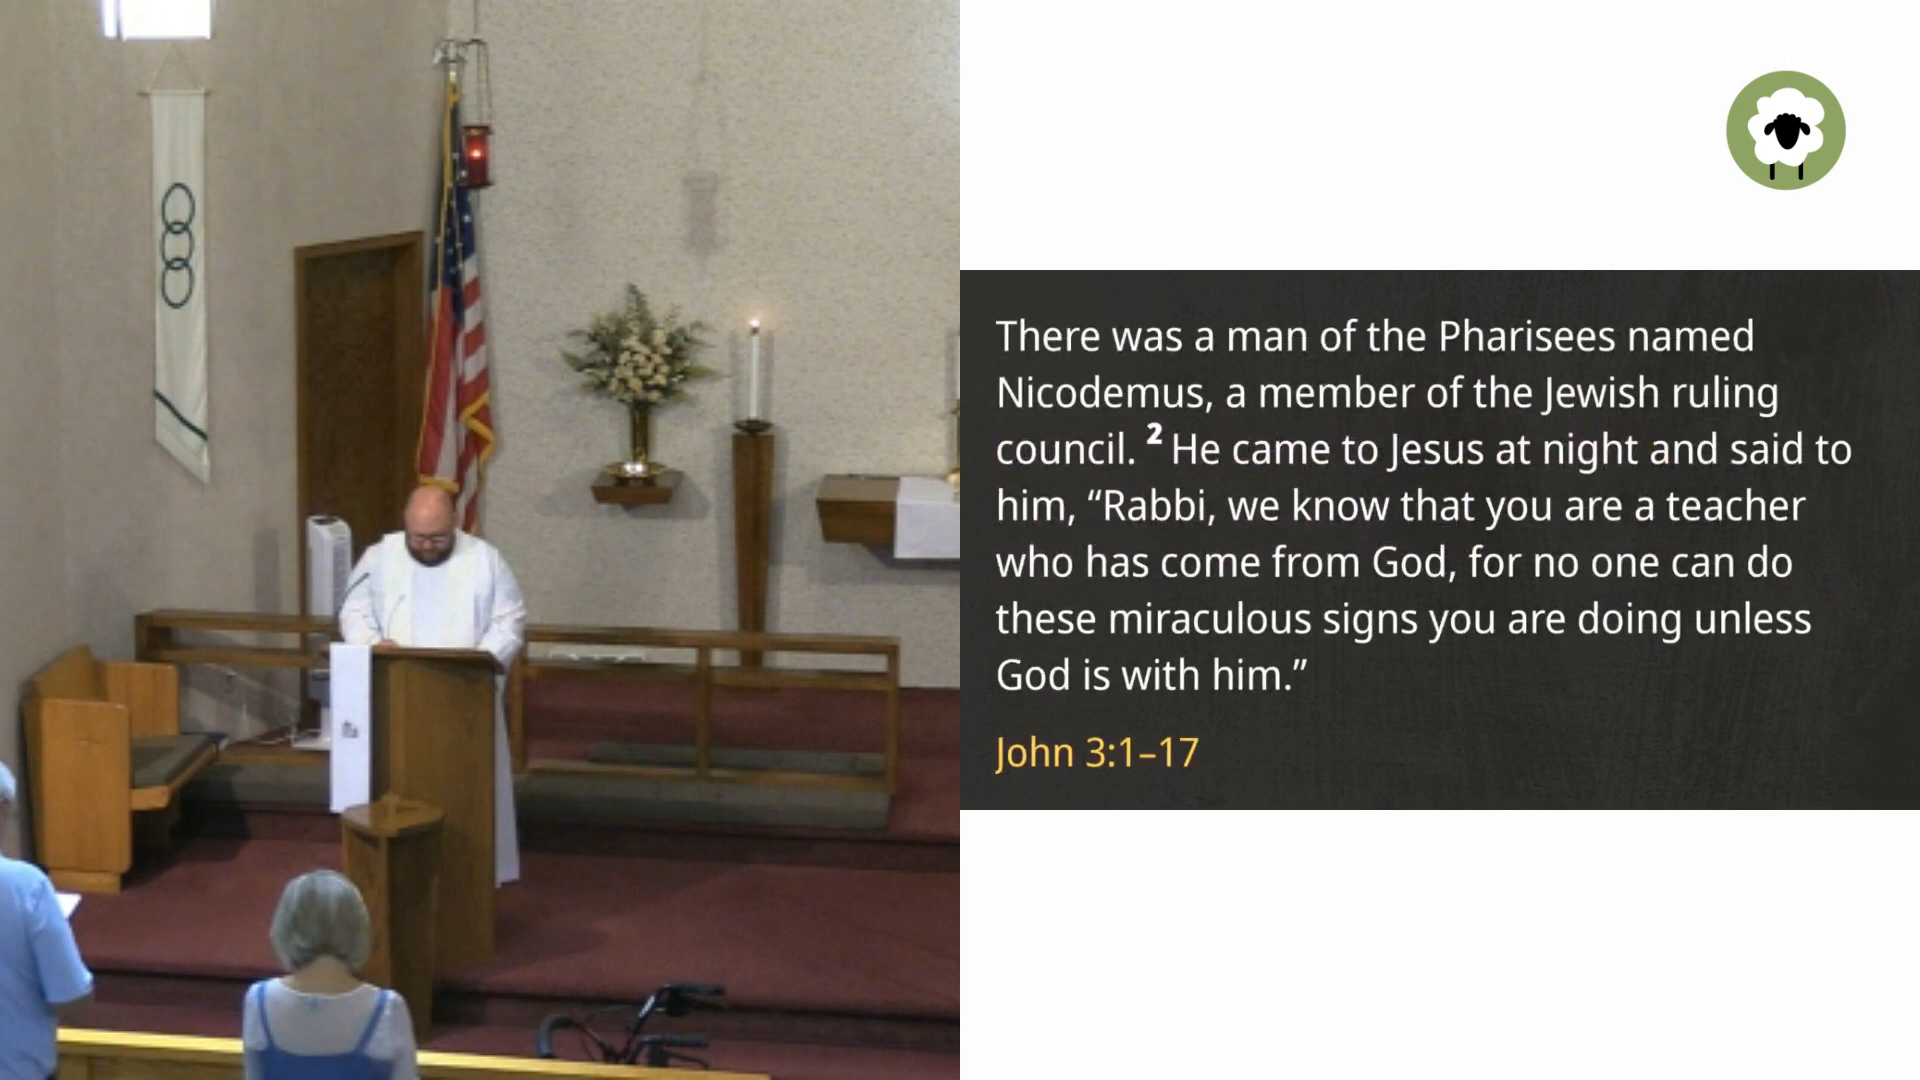 There was a man of the Pharisees named
Nicodemus, a member of the Jewish ruling
council. 2 He came to Jesus at night and said to
him, “Rabbi, we know that you are a teacher
who has come from God, for no one can do
these miraculous signs you are doing unless
God is with him.”
John 3:1–17